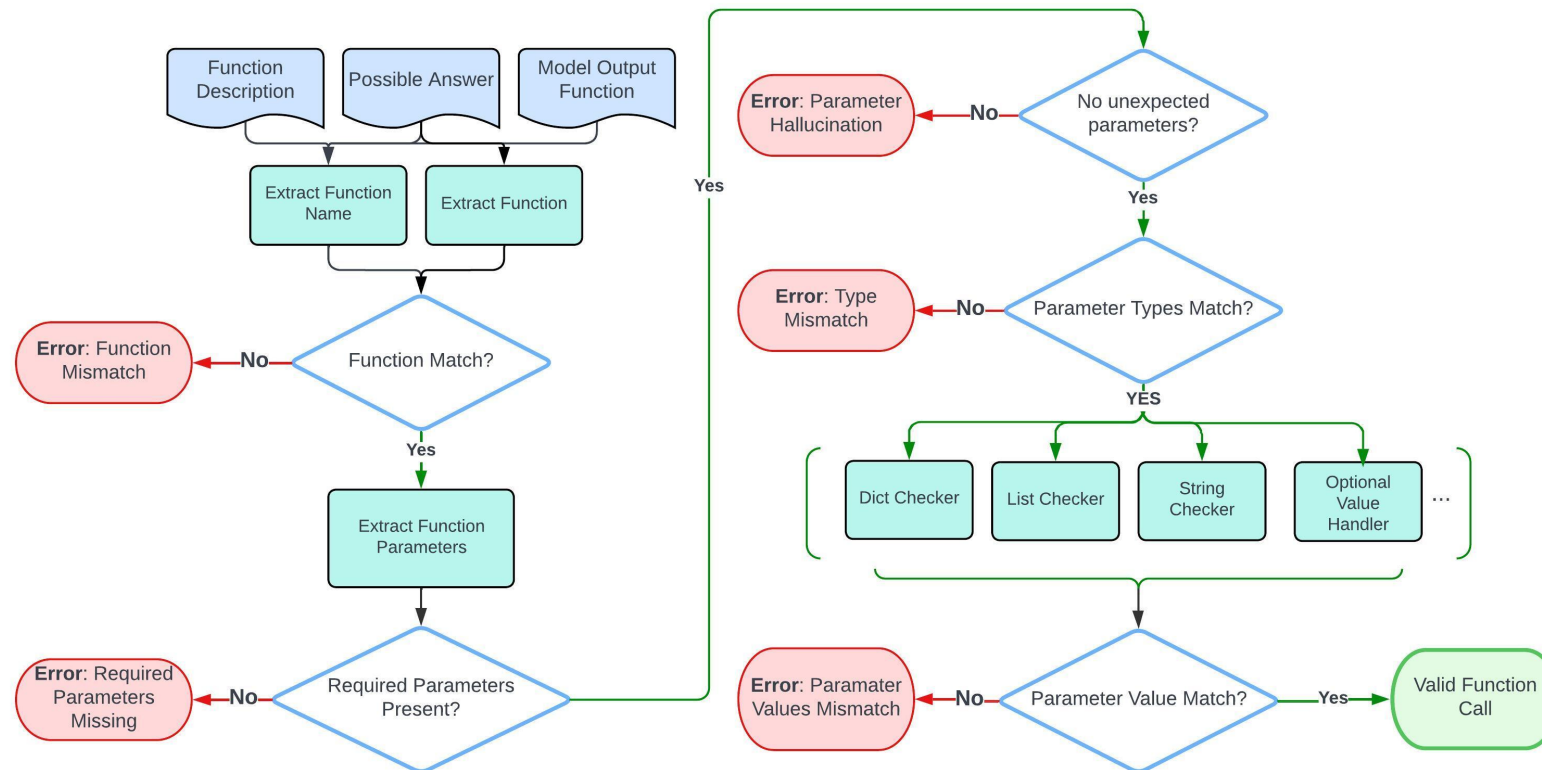 Function
Description
Possible Answer
Model Output
Function
Extract Function
Name
Extract Function
Function Match?
No
Error: Function
Mismatch
Yes
Extract Function
Parameters
Required Parameters
Present?
No
Error: Required
Parameters
Missing
Yes
No unexpected
parameters?
No
Error: Parameter
Hallucination
Yes
Parameter Types Match?
No
Error: Type
Mismatch
YES
Dict Checker
List Checker
String
Checker
Optional
Value
Handler
...
Parameter Value Match?
No
Error: Paramater
Values Mismatch
Yes
Valid Function
Call